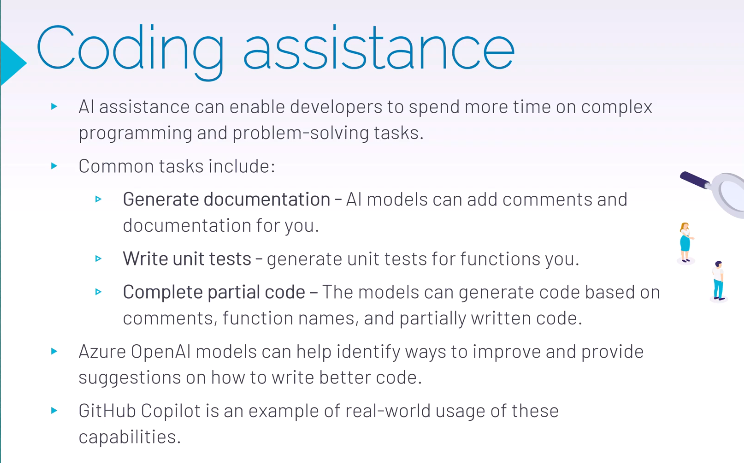 Coding assistance
AI assistance can enable developers to spend more time on complex
programming and problem-solving tasks.
Common tasks include:
Generate documentation - AI models can add comments and
documentation for you.
Write unit tests - generate unit tests for functions you.
Complete partial code – The models can generate code based on
comments, function names, and partially written code.
Azure OpenAI models can help identify ways to improve and provide
suggestions on how to write better code.
GitHub Copilot is an example of real-world usage of these
capabilities.